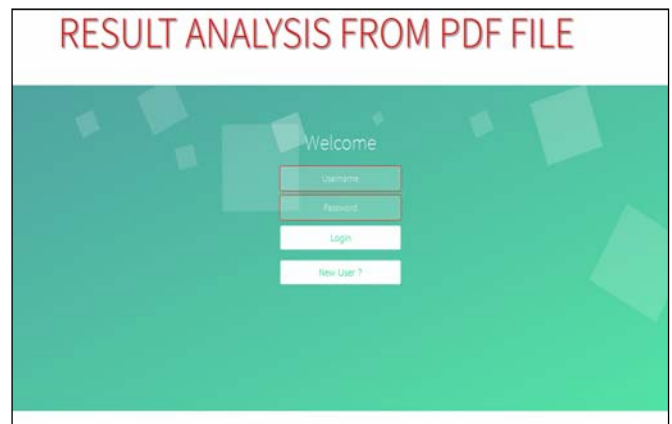 RESULT ANALYSIS FROM PDF FILE
Welcome
Username
Password
Login
New User ?